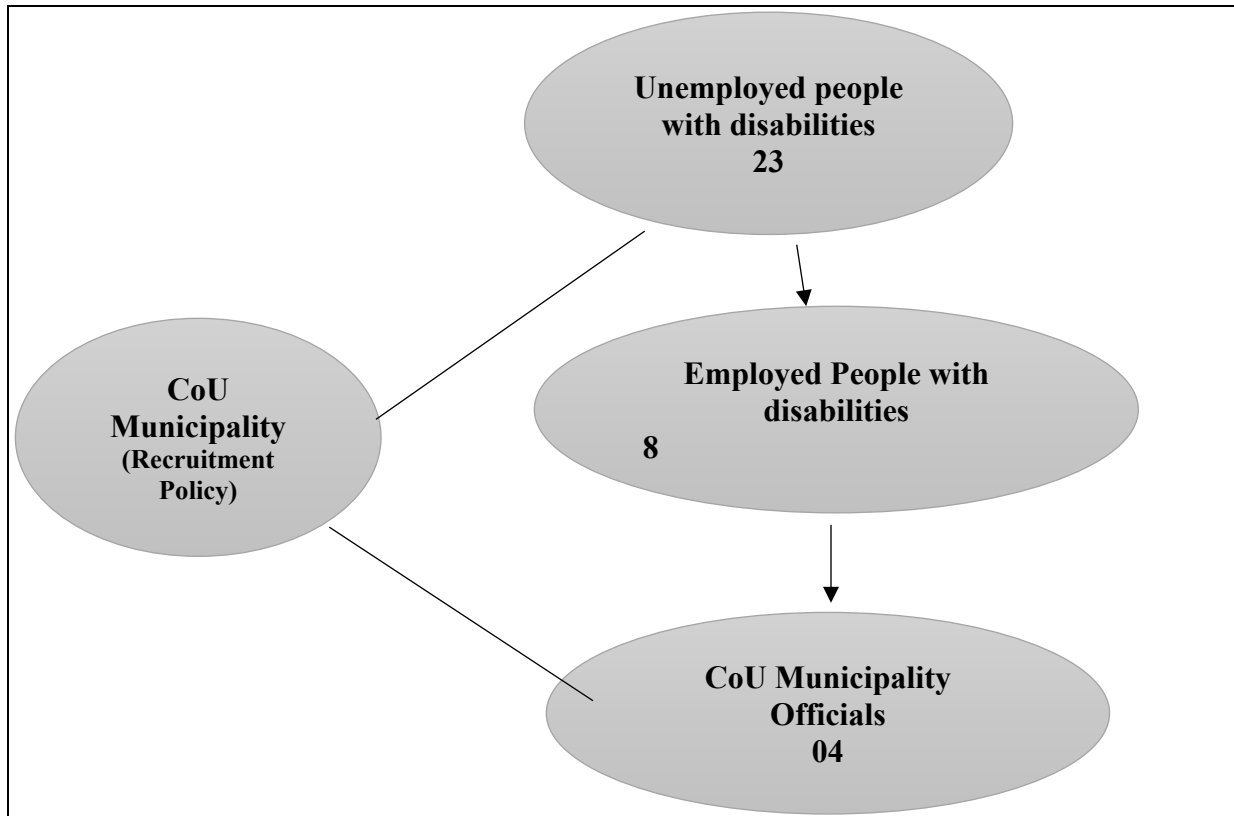 Unemployed people
with disabilities
23
Employed People with
disabilities
8
CoU
Municipality
(Recruitment
Policy)
CoU Municipality
Officials
04